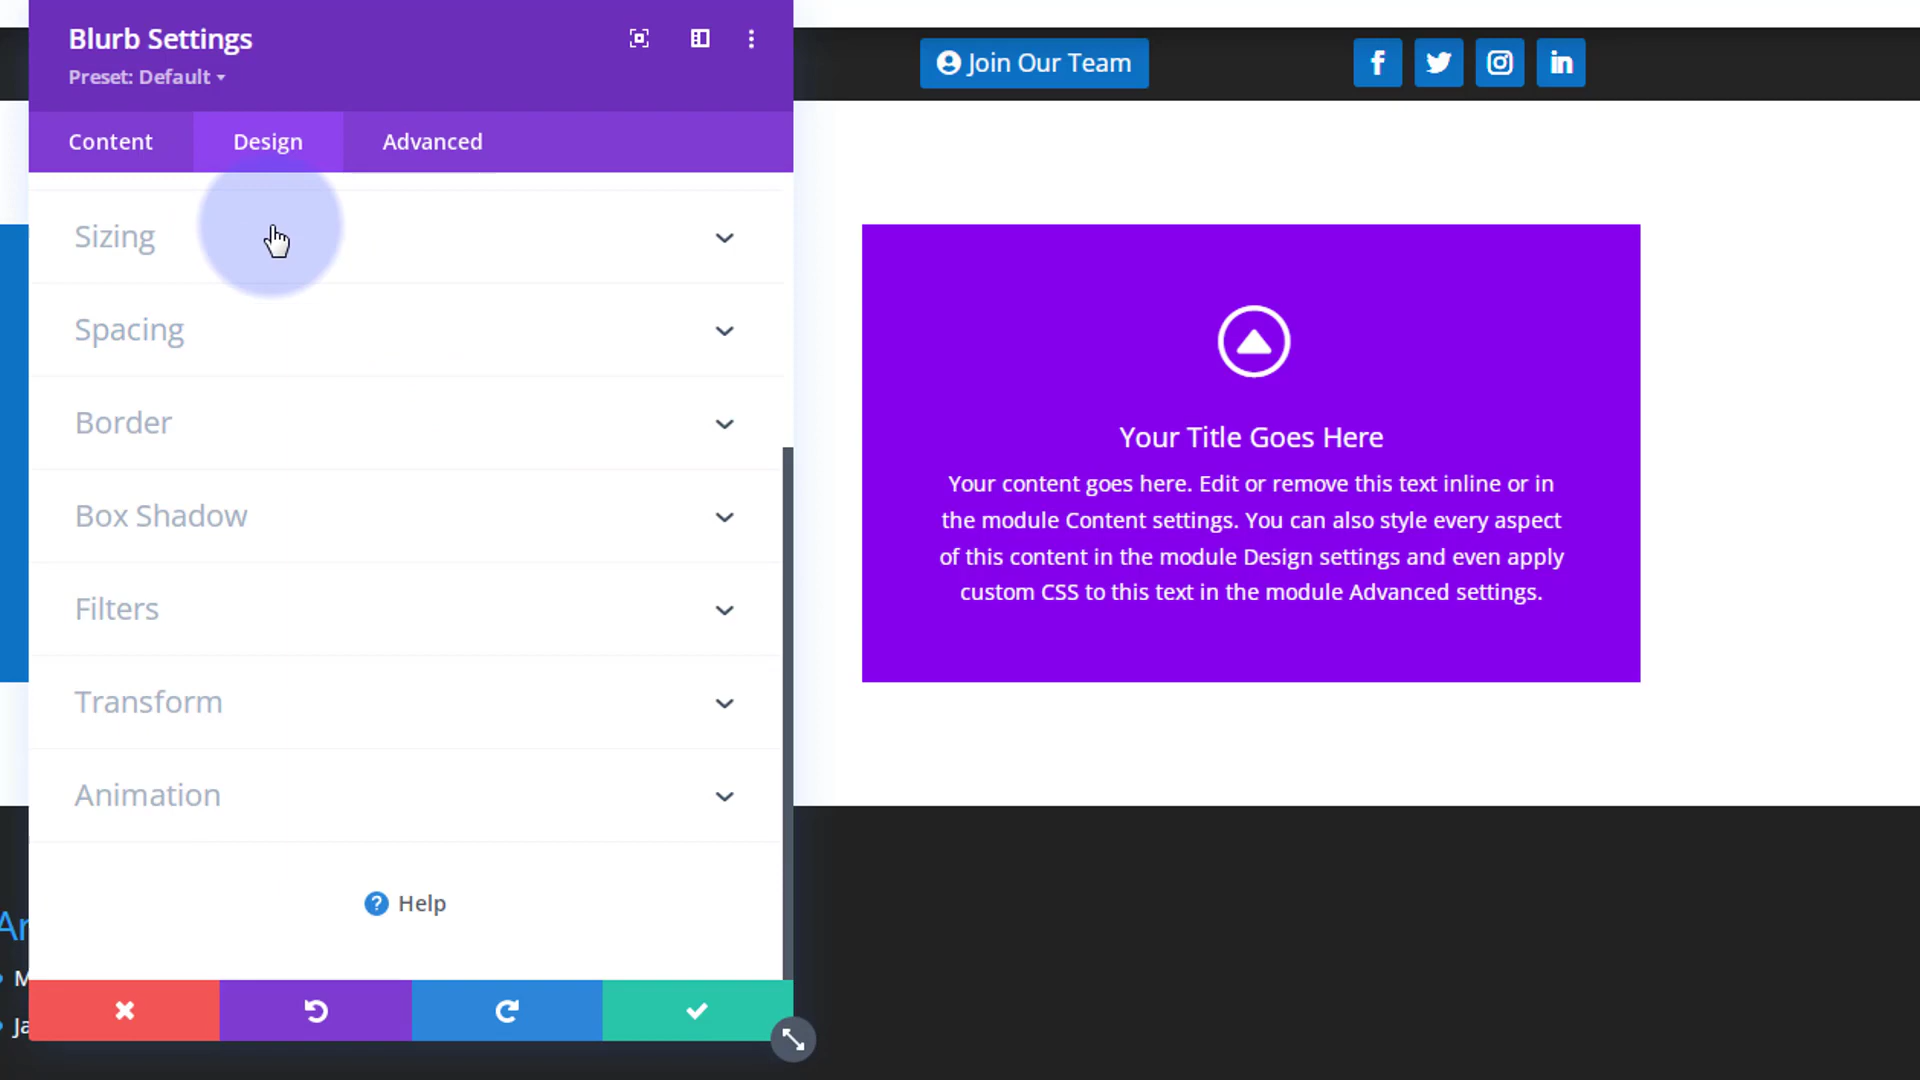 Blurb Settings
Preset: Default
Content
Design
Advanced
Sizing
Spacing
Border
Box Shadow
Filters
Transform
Animation
Help
Join Our Team
Your Title Goes Here
Your content goes here. Edit or remove this text inline or in
the module Content settings. You can also style every aspect
of this content in the module Design settings and even apply
custom CSS to this text in the module Advanced settings.